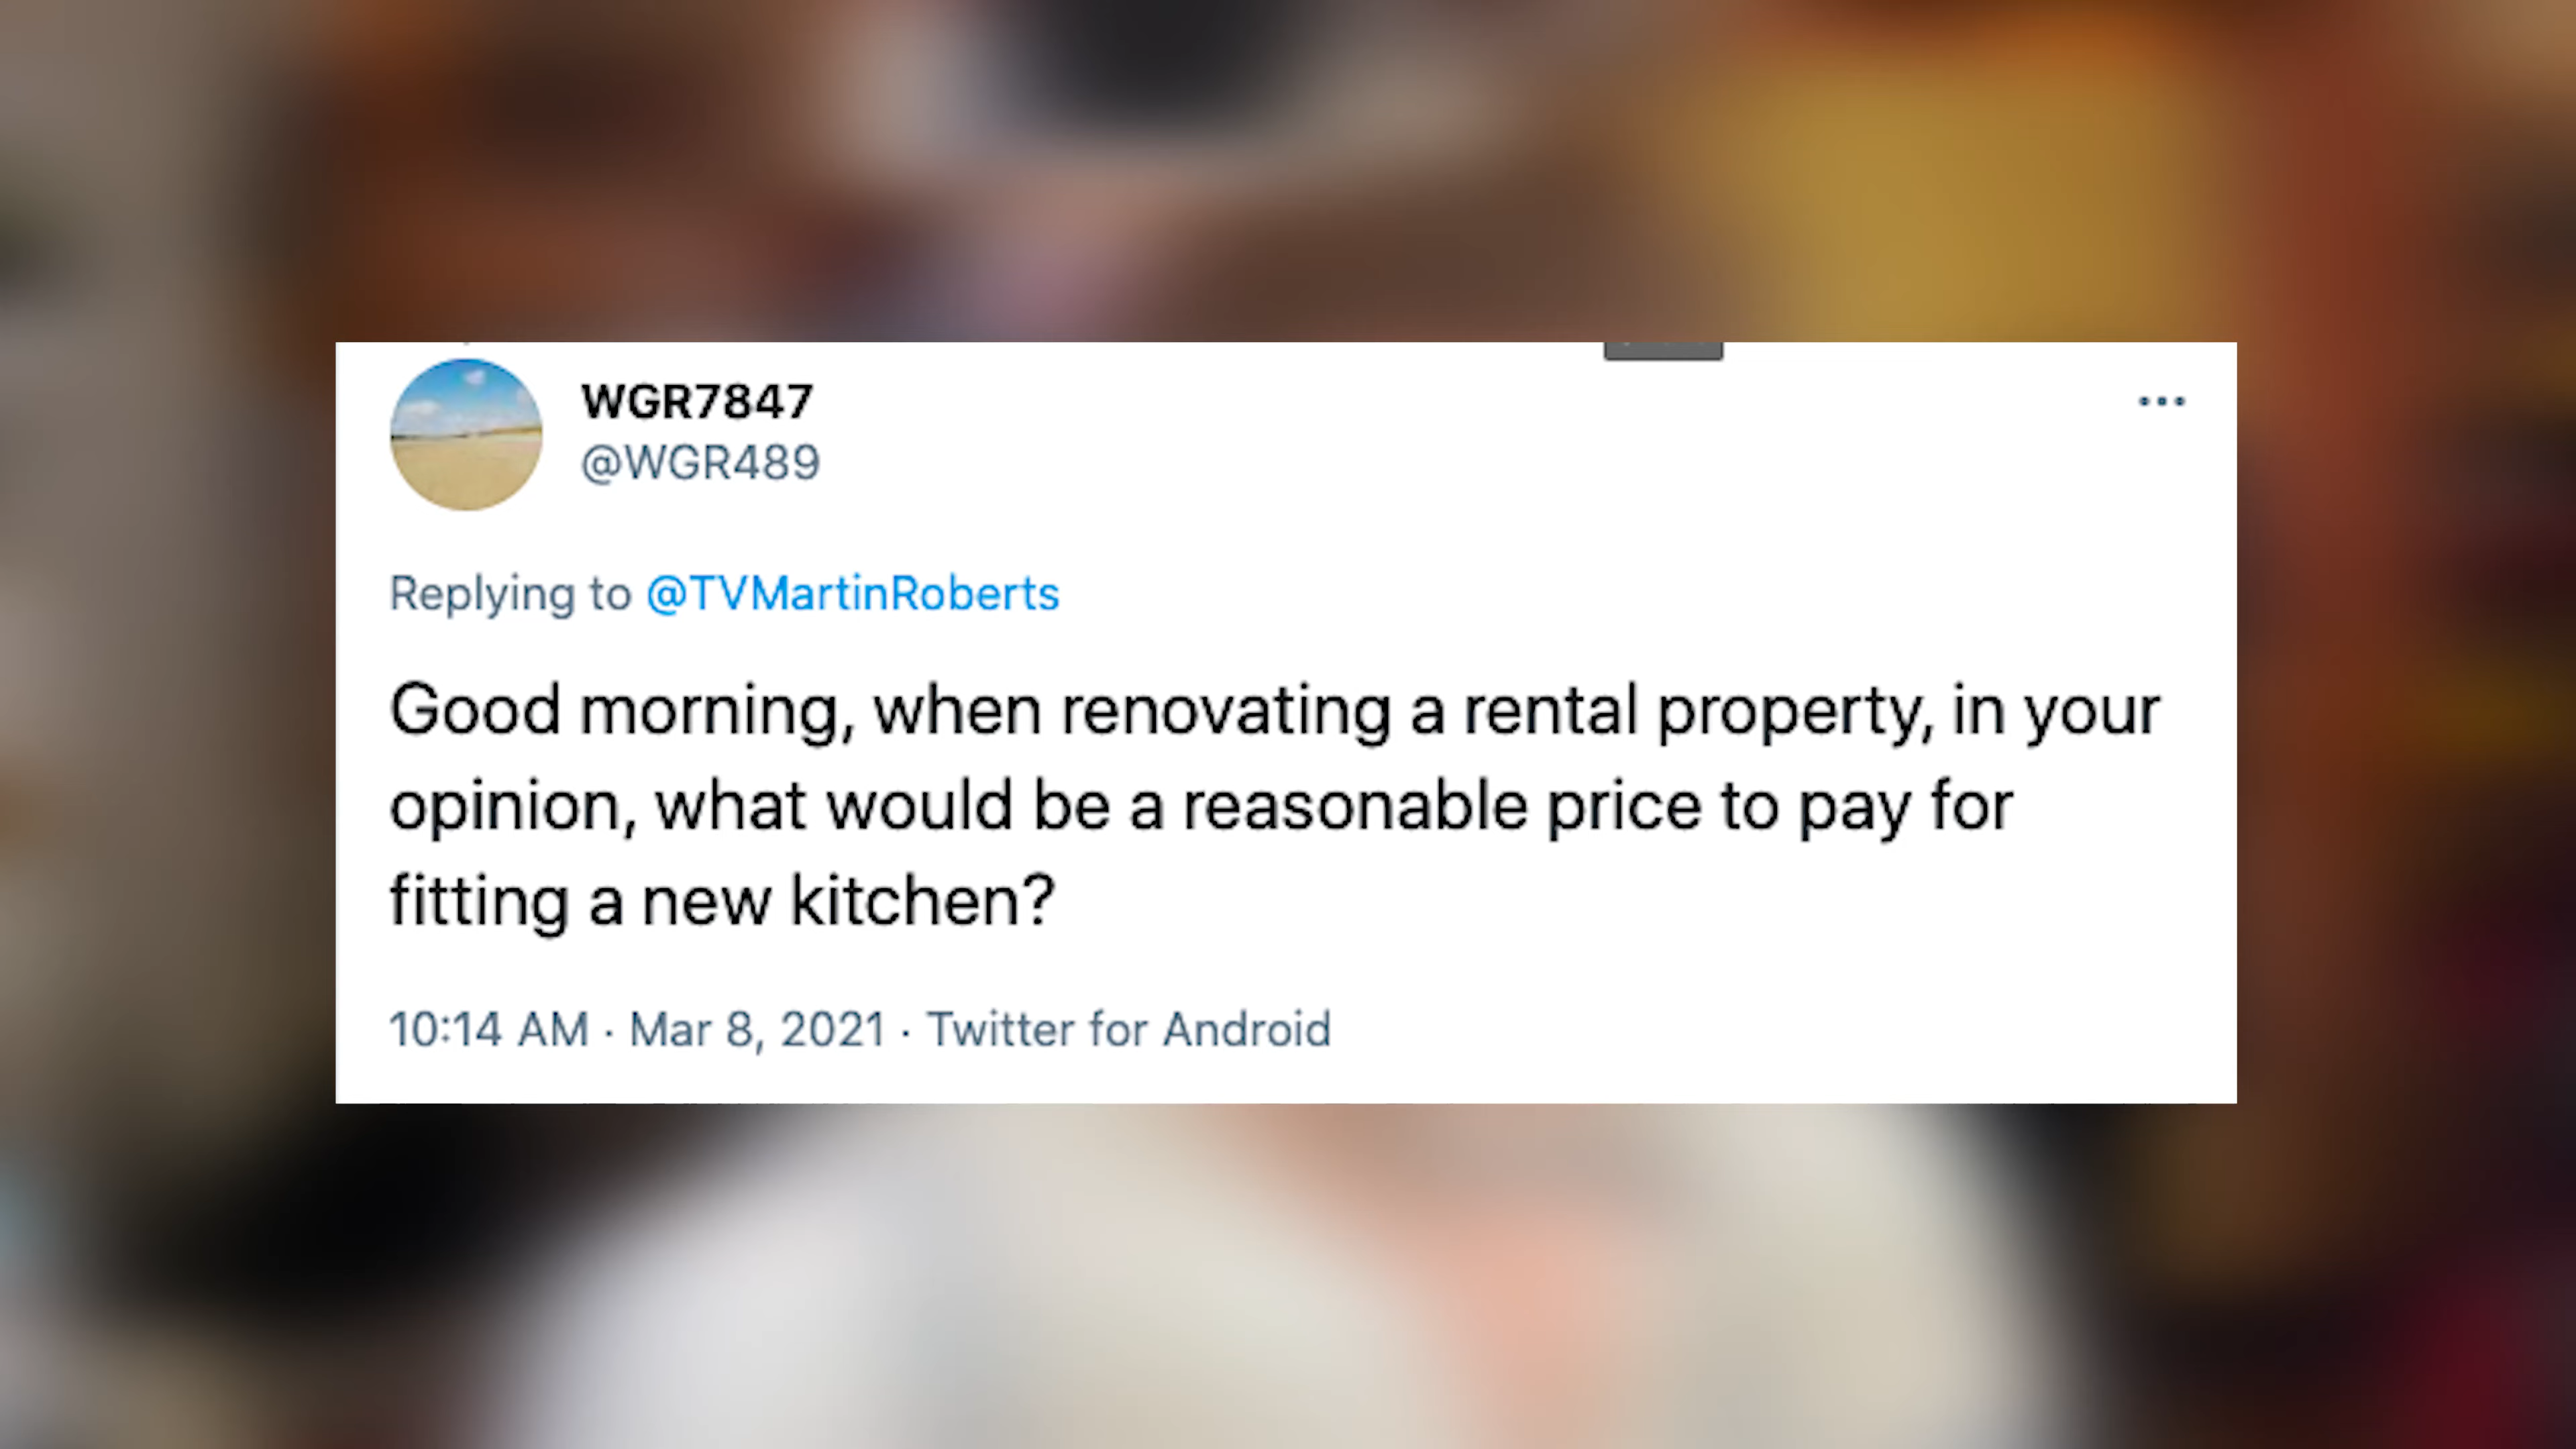 WGR7847
@WGR489
Replying to @TVMartinRoberts
Good morning, when renovating a rental property, in your
opinion, what would be a reasonable price to pay for
fitting a new kitchen?
10:14 AM · Mar 8, 2021 · Twitter for Android